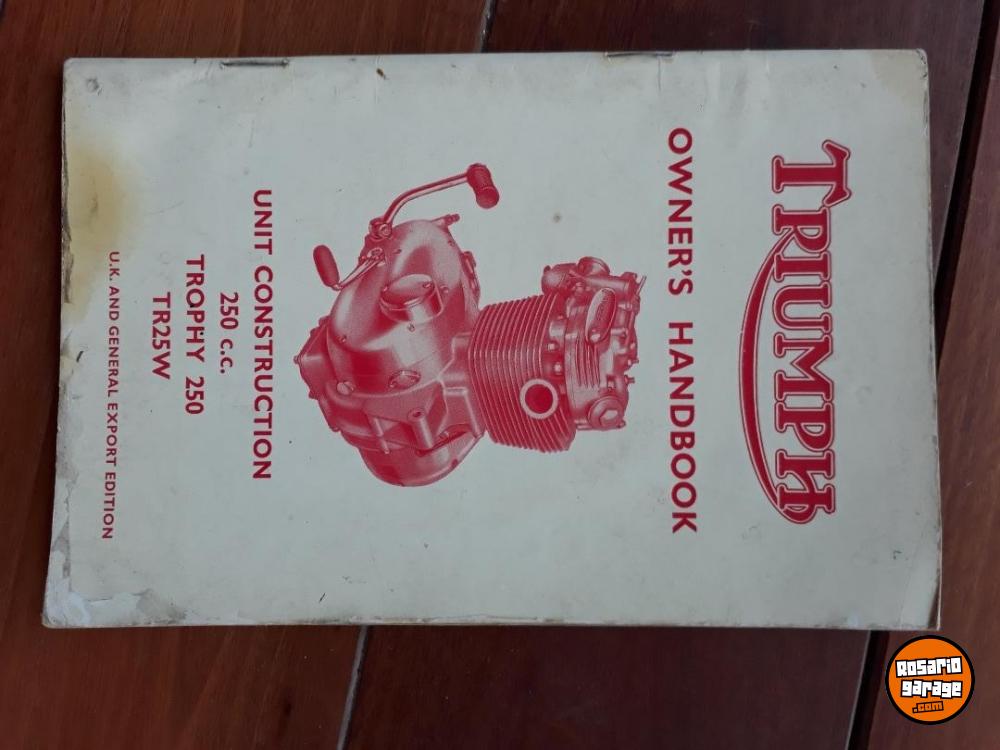 TRIUMPH
OWNER'S HANDBOOK
UNIT CONSTRUCTION
250 c.c.
TROPHY 250
TR25W
U.K. AND GENERAL EXPORT EDITION
Rosario
garage
.com